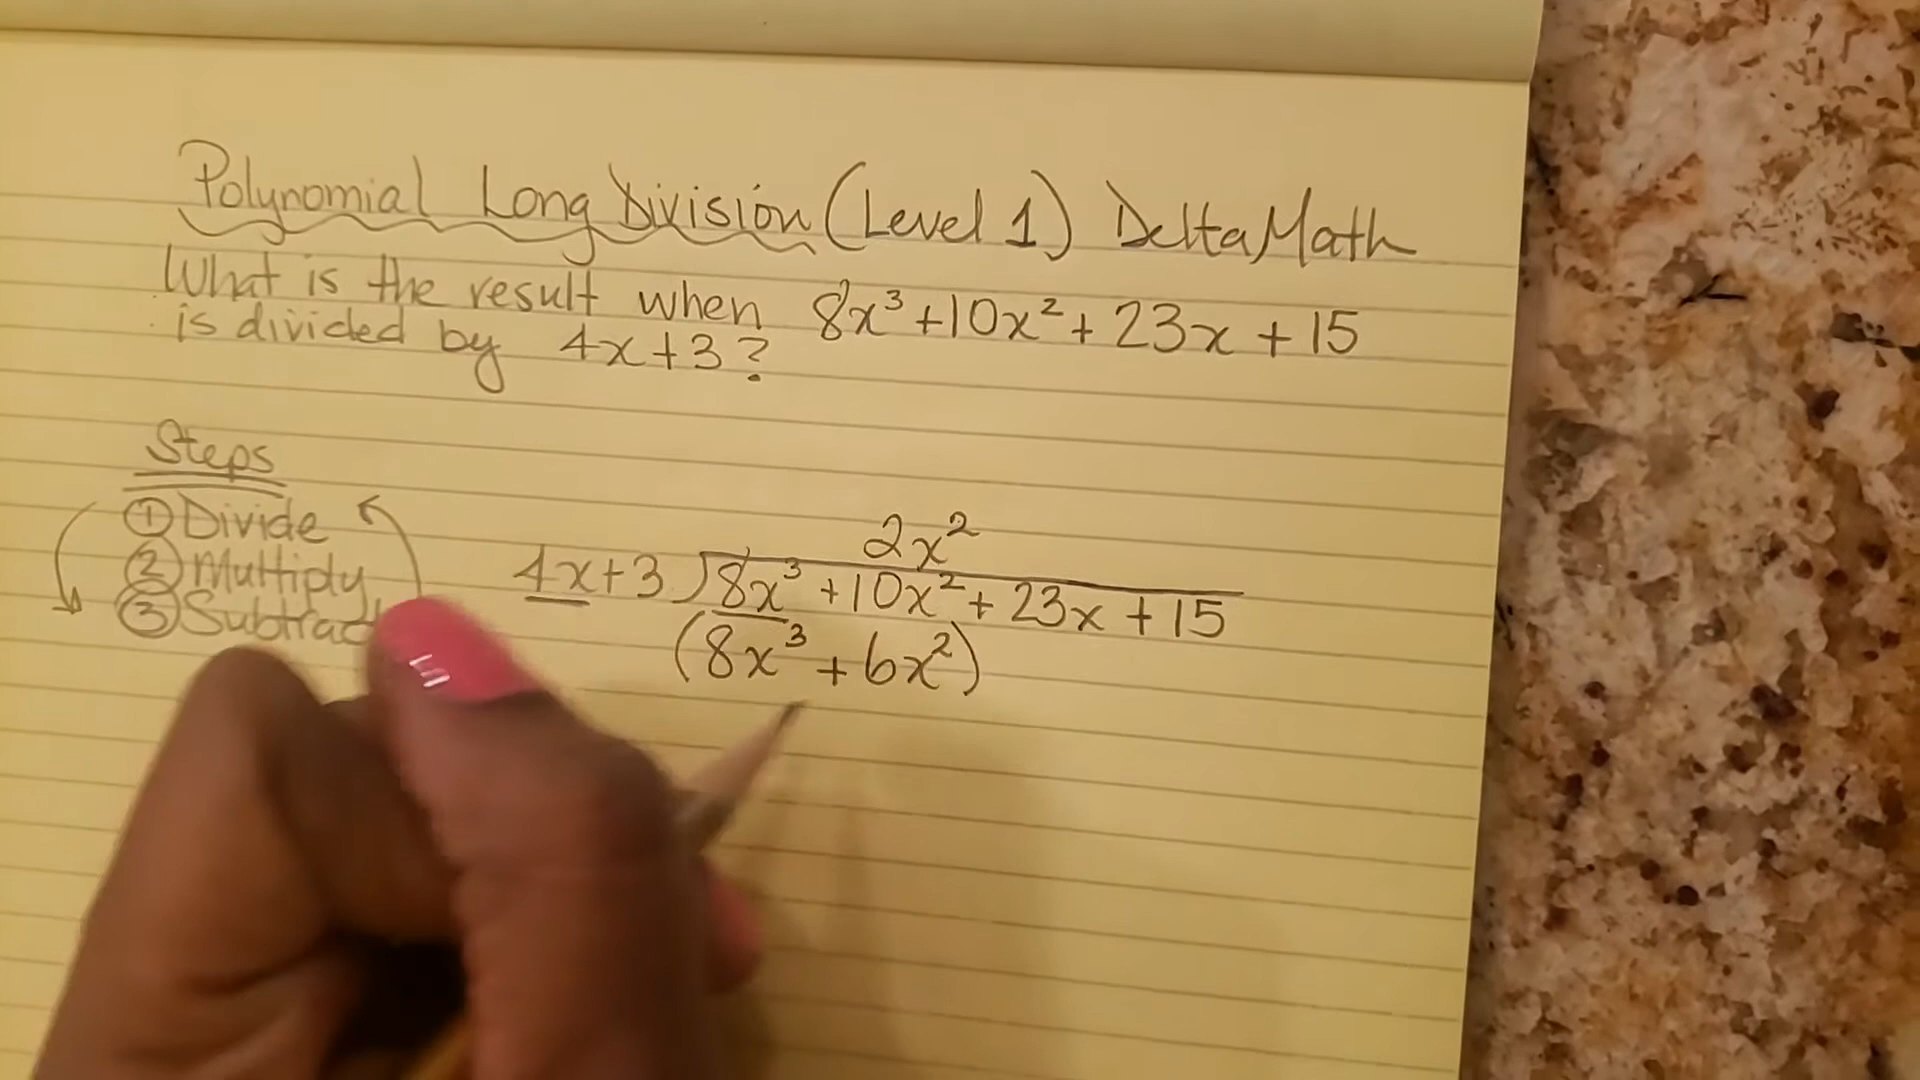 Polynomial Long Division (Level 1) DeltaMath
What is the result when 8x³+10x²+23x+15
is divided by 4x+3?
Steps
① Divide
② Multiply
③ Subtract
2x²
4x+3 8x³+10x²+23x+15
(8x³+6x²)